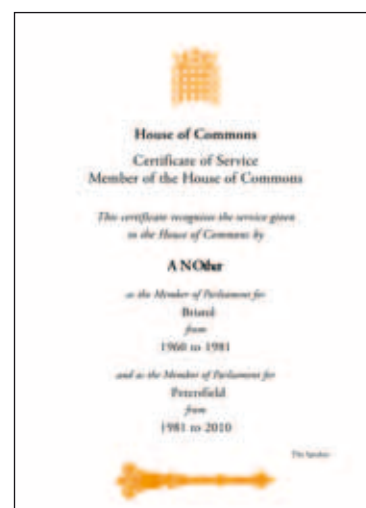 House of Commons
Certificate of Service
Member of the House of Commons
This certificate recognises the service given
to the House of Commons by
A N Other
as the Member of Parliament for
Bristol
from
1960 to 1981
and as the Member of Parliament for
Petersfield
from
1981 to 2010
The Speaker